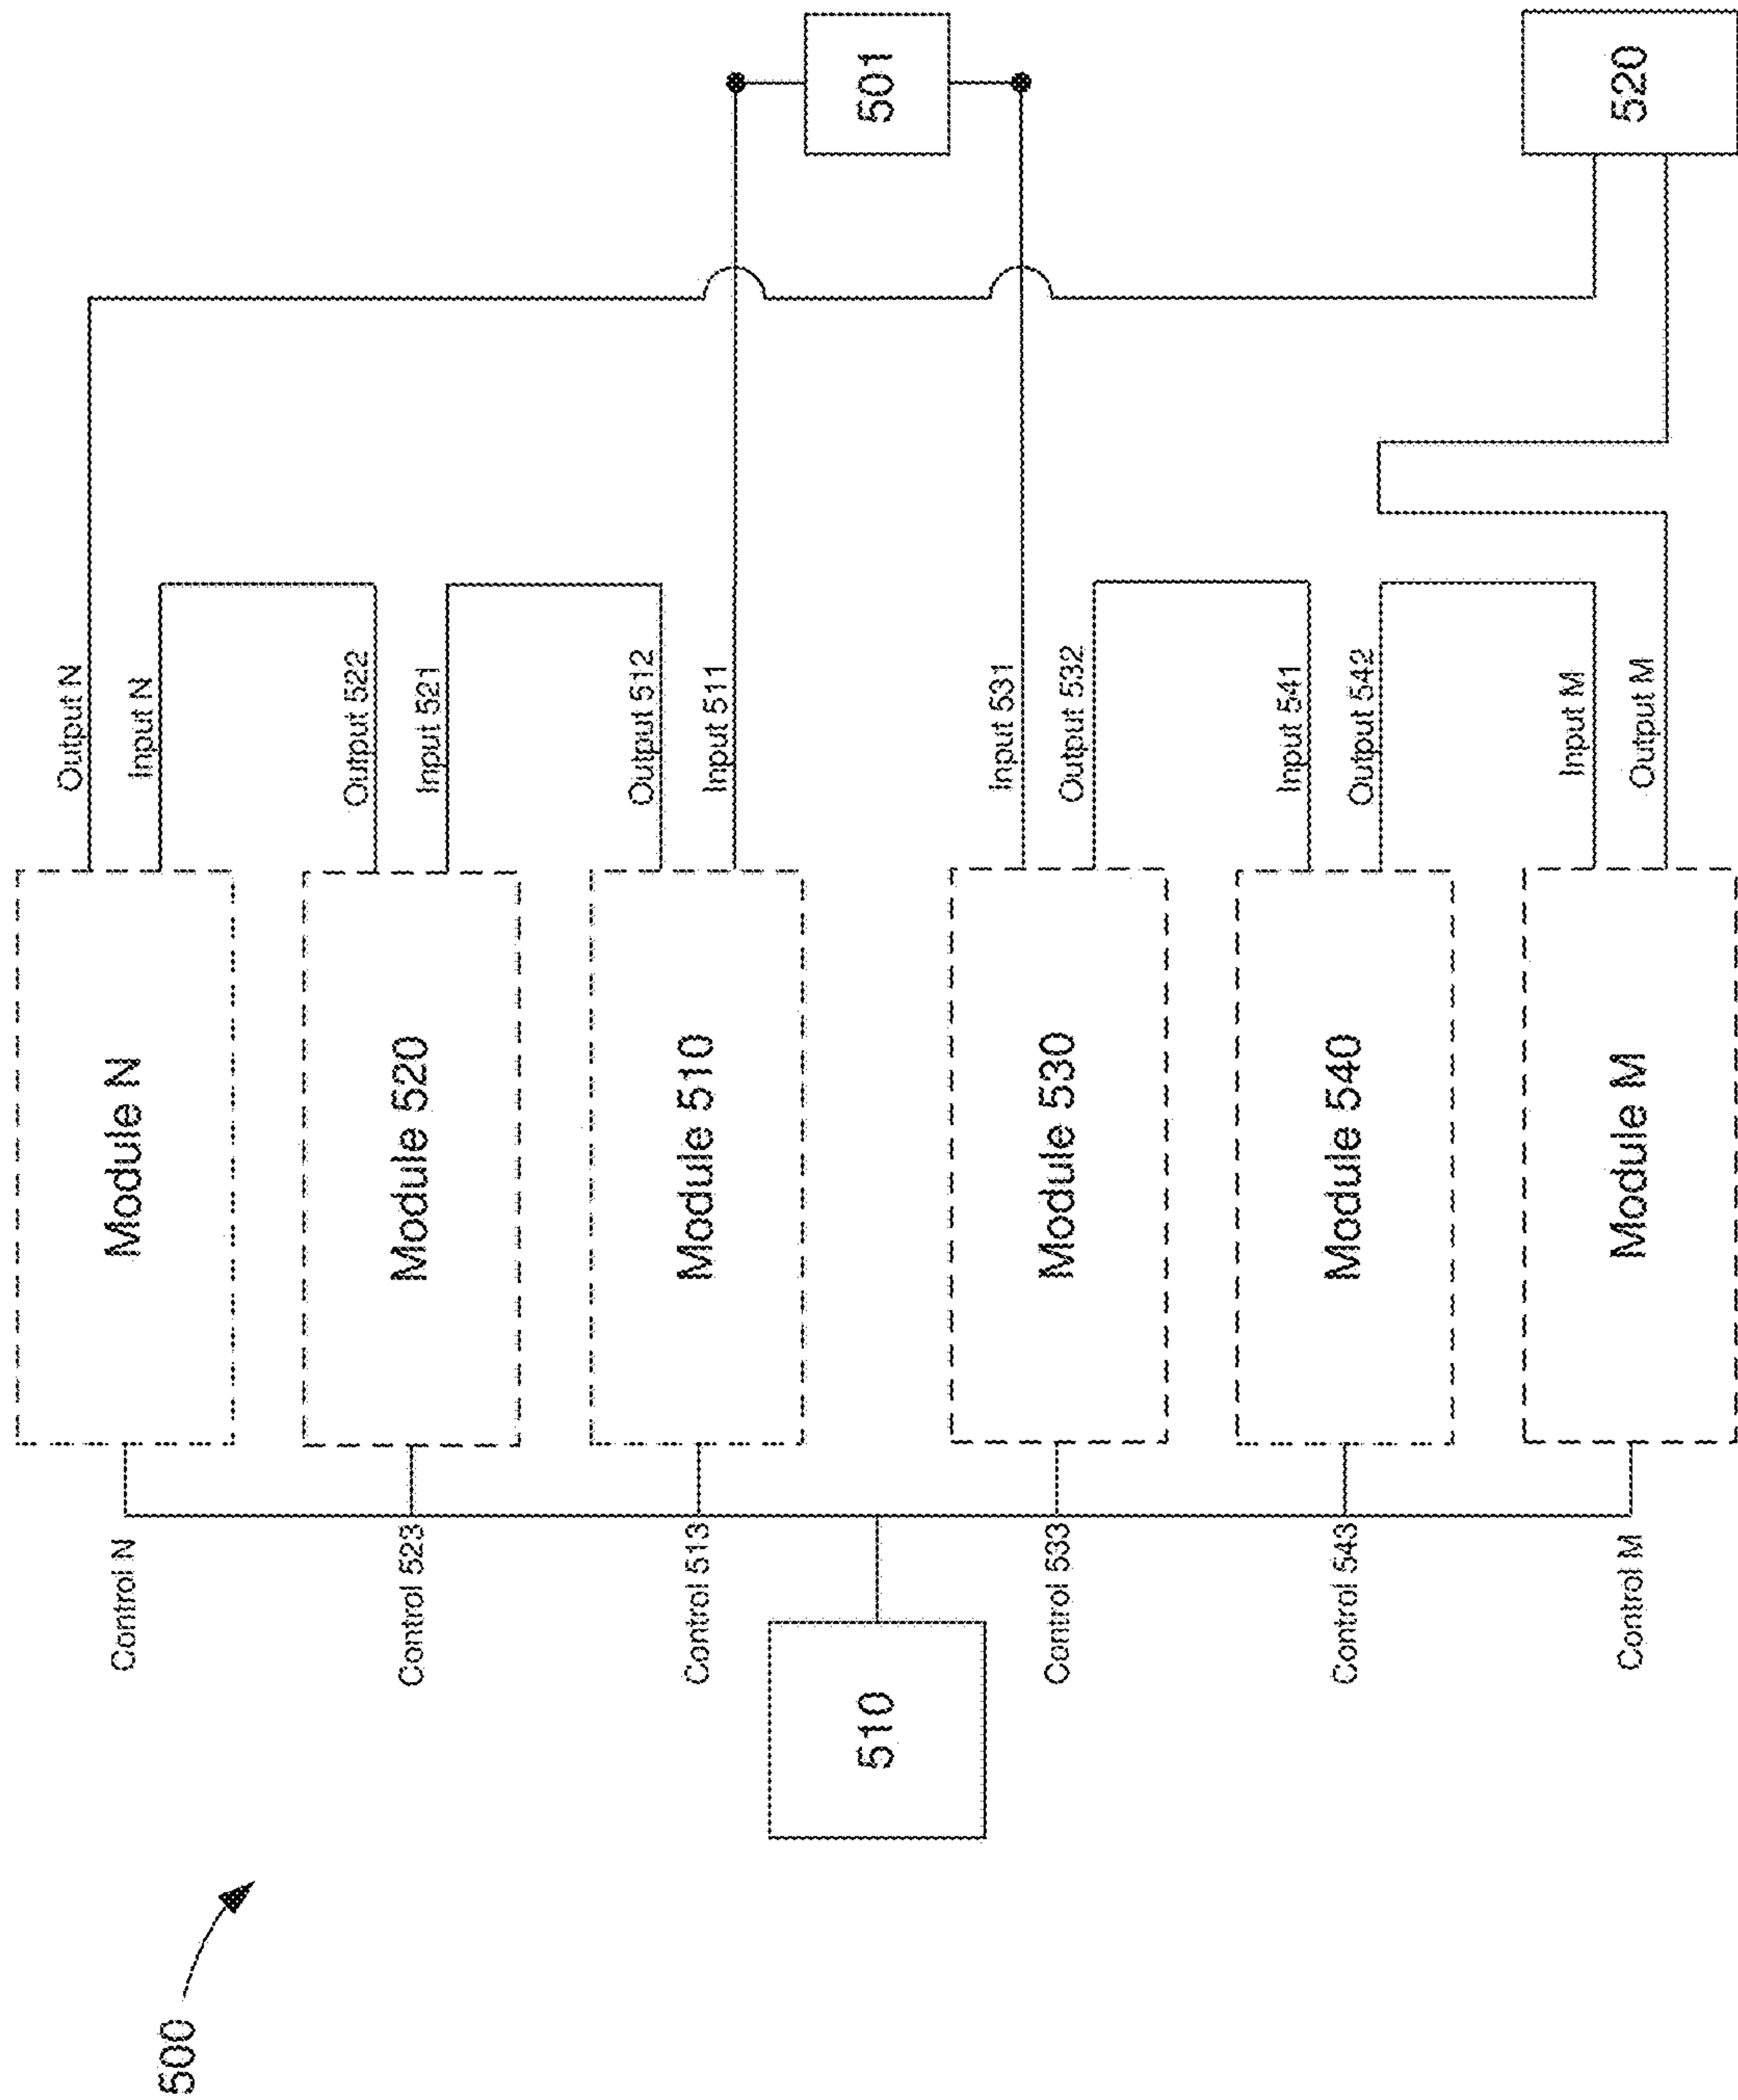 500
510
Control N
Control 523
Control 513
Control 533
Control 543
Control M
Module N
Module 520
Module 510
Module 530
Module 540
Module M
Output N
Input N
Output 522
Input 521
Output 512
Input 511
Input 531
Output 532
Input 541
Output 542
Input M
Output M
501
520